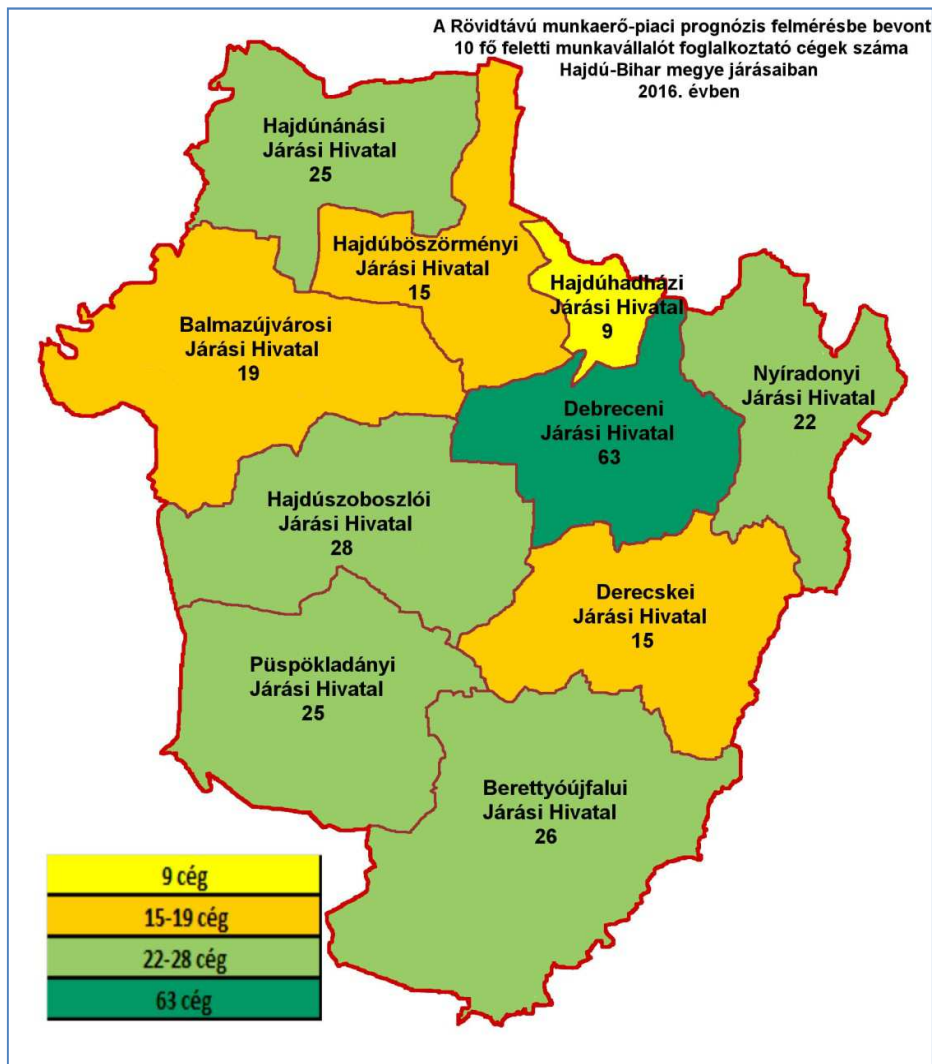 A Rövidtávú munkaerő-piaci prognózis felmérésbe bevont
10 fő feletti munkavállalót foglalkoztató cégek száma
Hajdú-Bihar megye járásaiban
2016. évben
Hajdúnánási
Járási Hivatal
25
Hajdúböszörményi
Járási Hivatal
15
Hajdúhadházi
Járási Hivatal
9
Balmazújvárosi
Járási Hivatal
19
Nyíradonyi
Járási Hivatal
22
Debreceni
Járási Hivatal
63
Hajdúszoboszlói
Járási Hivatal
28
Derecskei
Járási Hivatal
15
Püspökladányi
Járási Hivatal
25
Berettyóújfalui
Járási Hivatal
26
9 cég
15-19 cég
22-28 cég
63 cég